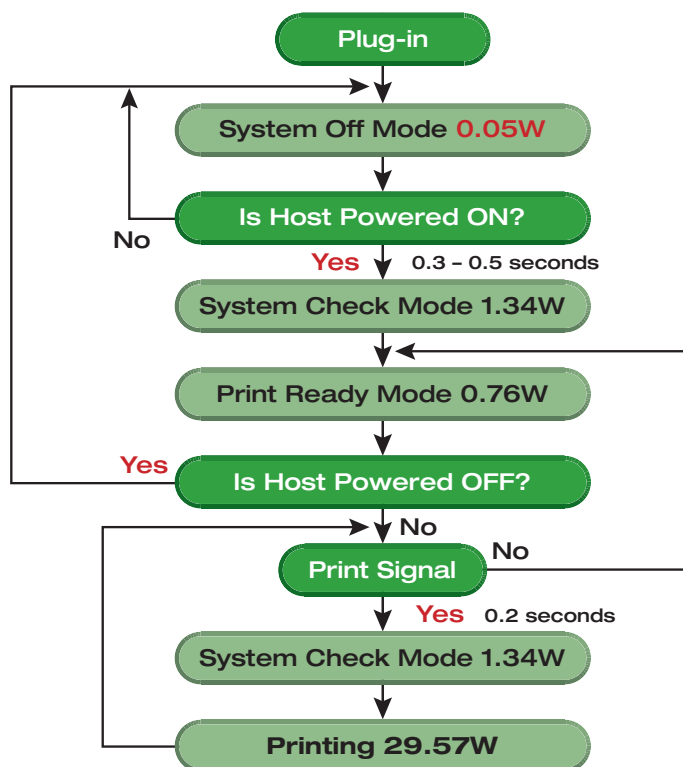 Plug-in
System Off Mode 0.05W
Is Host Powered ON?
No
Yes 0.3 – 0.5 seconds
System Check Mode 1.34W
Print Ready Mode 0.76W
Yes
Is Host Powered OFF?
No
Print Signal
No
Yes 0.2 seconds
System Check Mode 1.34W
Printing 29.57W